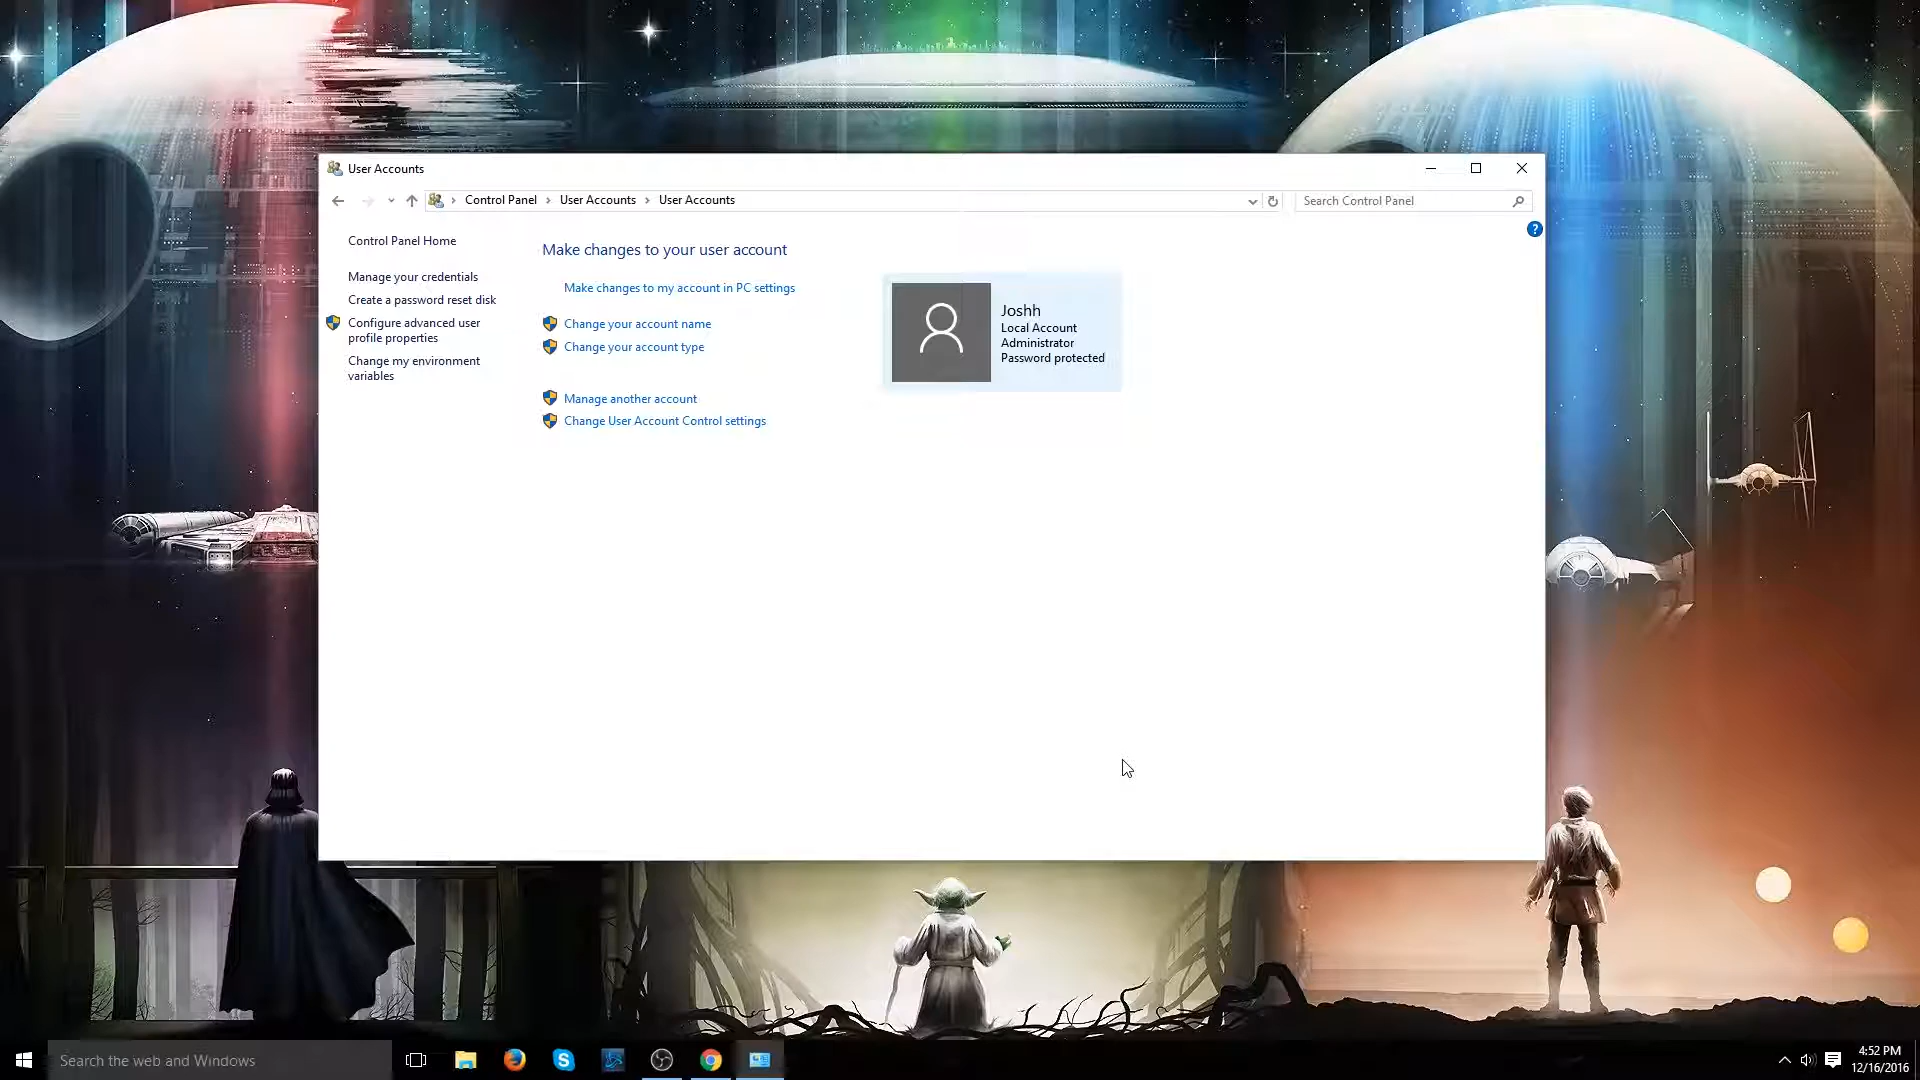 User Accounts
Control Panel
User Accounts
User Accounts
Search Control Panel
?
Control Panel Home
Manage your credentials
Create a password reset disk
Configure advanced user
profile properties
Change my environment
variables
Make changes to your user account
Make changes to my account in PC settings
Change your account name
Change your account type
Manage another account
Change User Account Control settings
Joshh
Local Account
Administrator
Password protected
Search the web and Windows
4:52 PM
12/16/2016